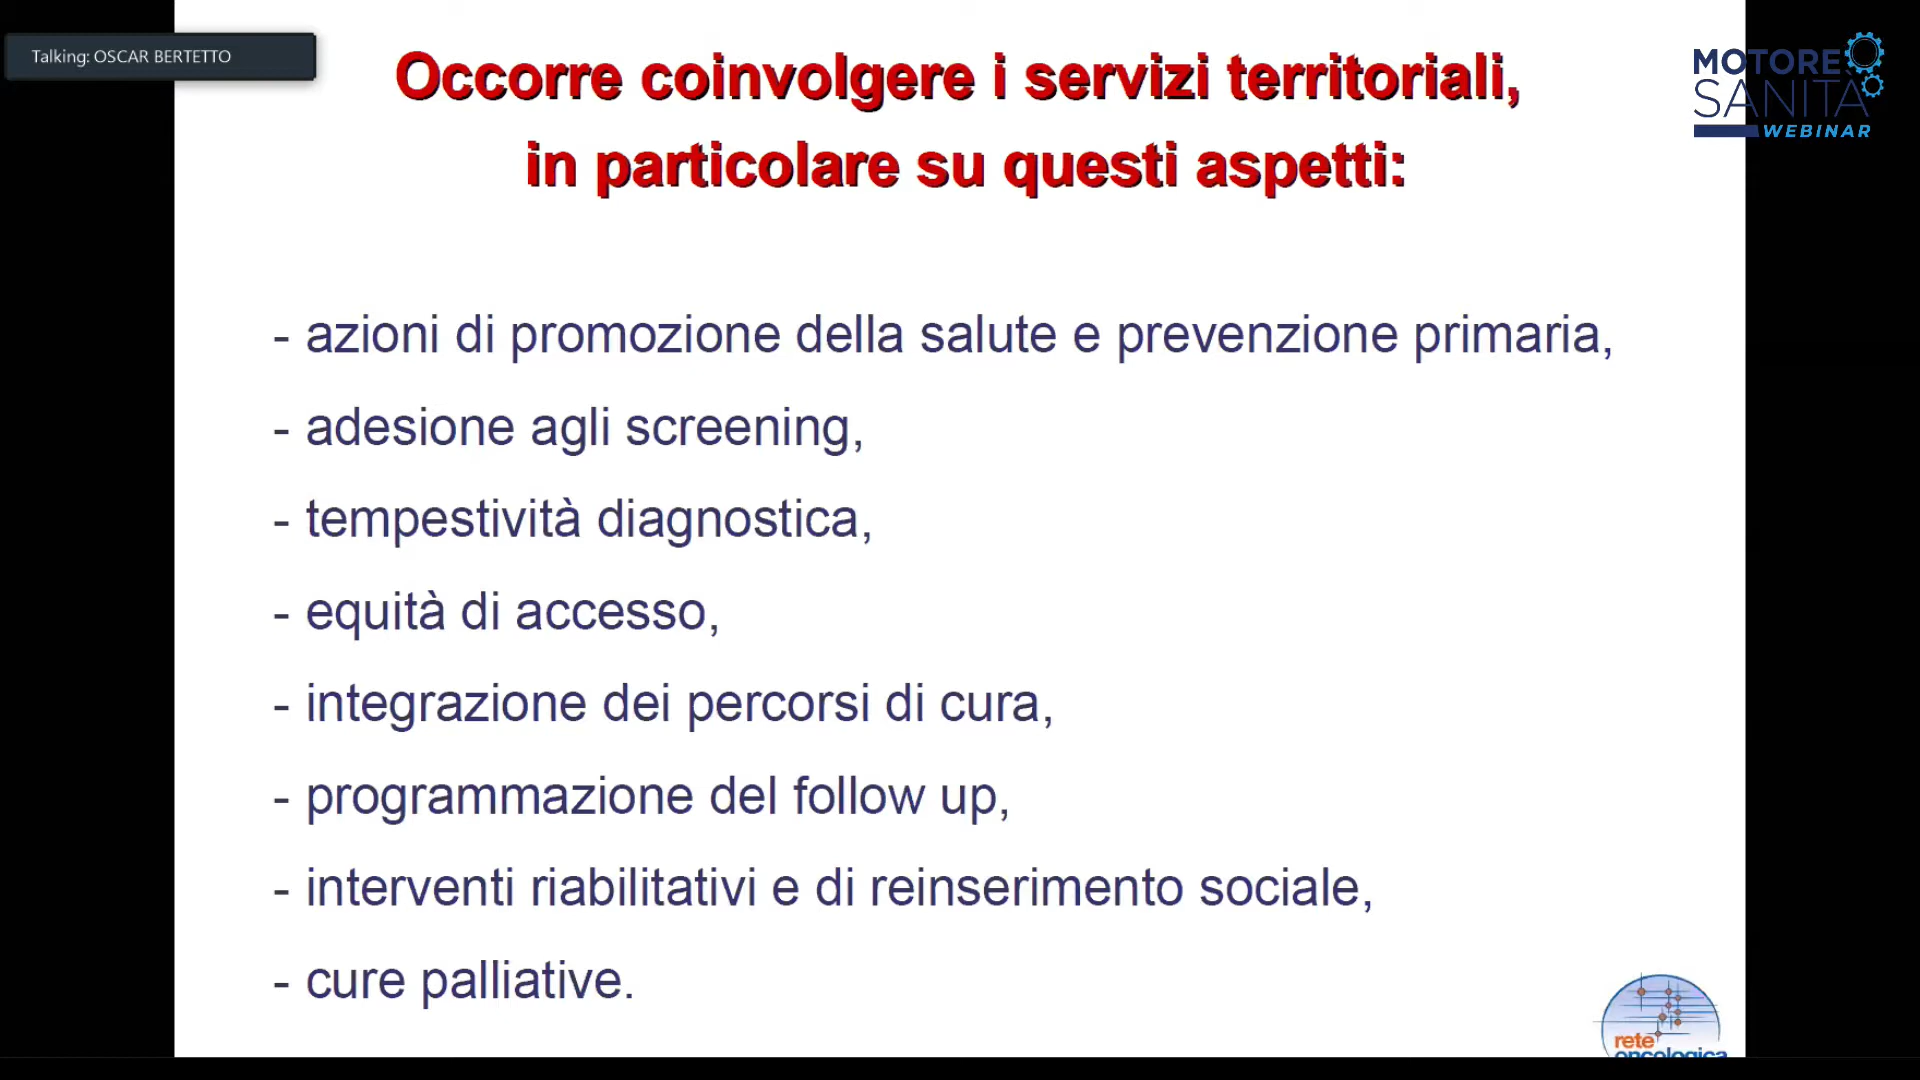 Talking: OSCAR BERTETTO
MOTORE
SANITÀ
WEBINAR
Occorre coinvolgere i servizi territoriali,
in particolare su questi aspetti:
- azioni di promozione della salute e prevenzione primaria,
- adesione agli screening,
- tempestività diagnostica,
- equità di accesso,
- integrazione dei percorsi di cura,
- programmazione del follow up,
- interventi riabilitativi e di reinserimento sociale,
- cure palliative.
rete
oncologica